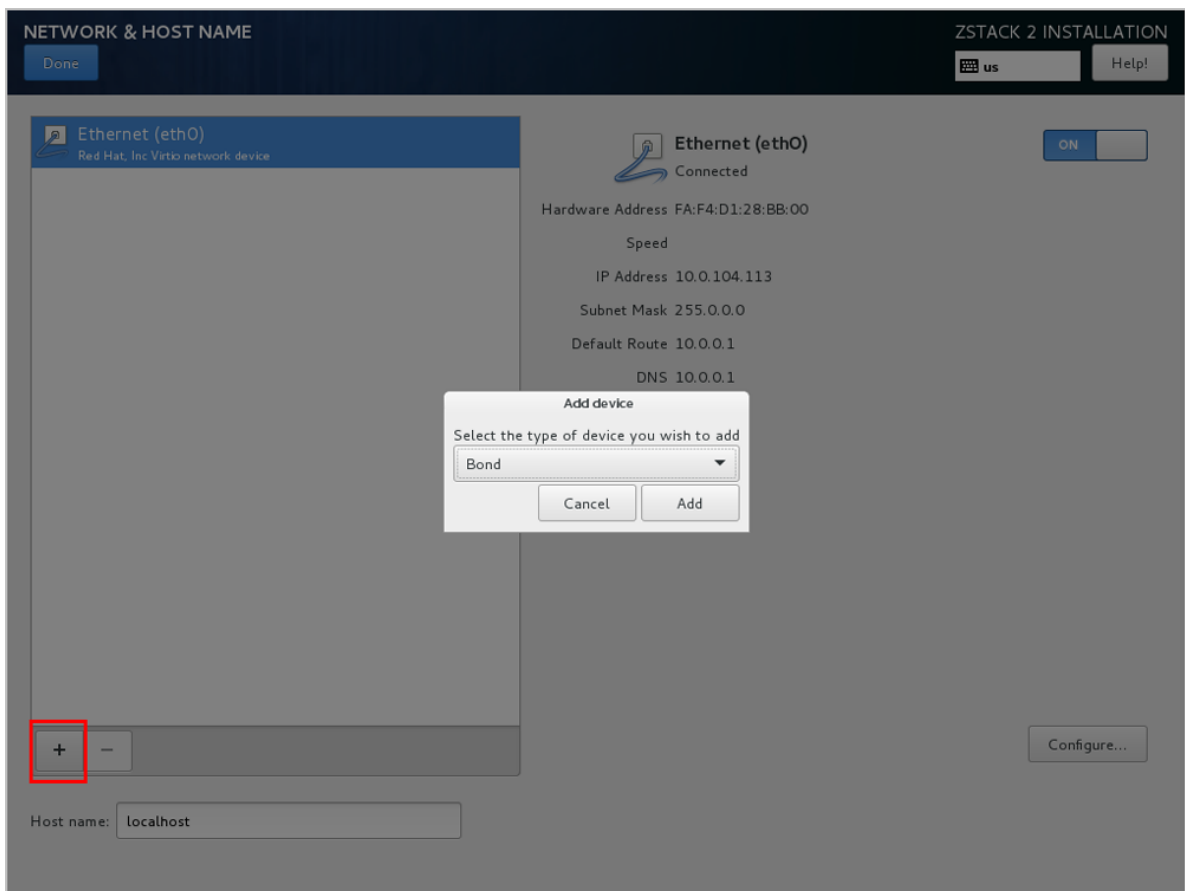 NETWORK & HOST NAME
ZSTACK 2 INSTALLATION
Done
us
Help!
Ethernet (eth0)
Red Hat, Inc Virtio network device
Ethernet (eth0)
Connected
ON
Hardware Address FA:F4:D1:28:BB:00
Speed
IP Address 10.0.104.113
Subnet Mask 255.0.0.0
Default Route 10.0.0.1
DNS 10.0.0.1
Add device
Select the type of device you wish to add
Bond
Cancel
Add
+
−
Configure...
Host name: localhost